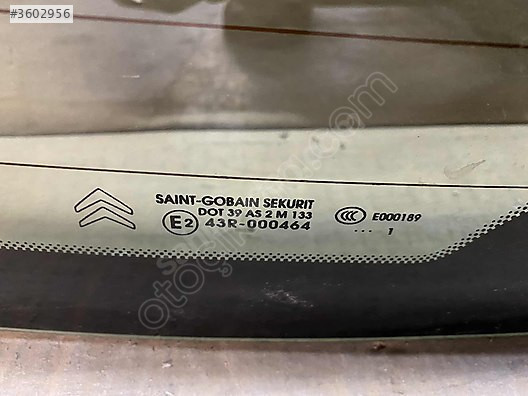 #3602956
SAINT-GOBAIN SEKURIT
DOT 39 AS 2 M 133
E2 43R-000464
CCC E000189
... 1